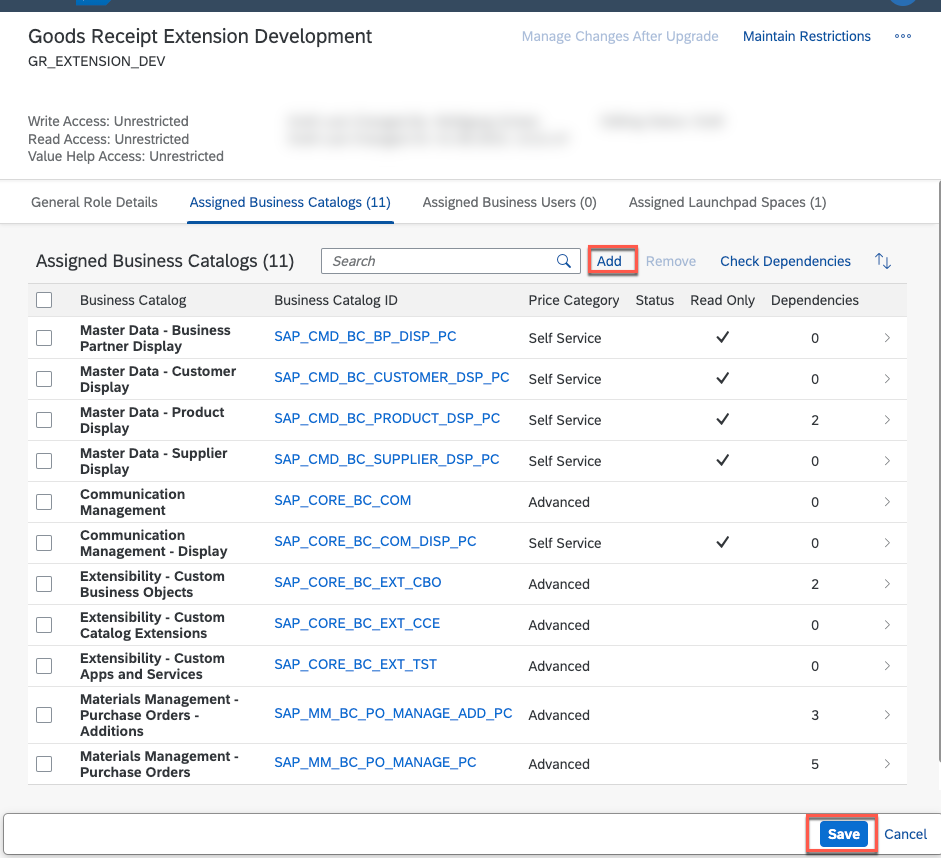 Goods Receipt Extension Development
Manage Changes After Upgrade
Maintain Restrictions
GR_EXTENSION_DEV
Write Access: Unrestricted
Read Access: Unrestricted
Value Help Access: Unrestricted
General Role Details
Assigned Business Catalogs (11)
Assigned Business Users (0)
Assigned Launchpad Spaces (1)
Assigned Business Catalogs (11)
Search
Add
Remove
Check Dependencies
Business Catalog Business Catalog ID Price Category Status Read Only Dependencies
Master Data - Business
Partner Display
SAP_CMD_BC_BP_DISP_PC Self Service 0
Master Data - Customer
Display
SAP_CMD_BC_CUSTOMER_DSP_PC Self Service 0
Master Data - Product
Display
SAP_CMD_BC_PRODUCT_DSP_PC Self Service 2
Master Data - Supplier
Display
SAP_CMD_BC_SUPPLIER_DSP_PC Self Service 0
Communication
Management
SAP_CORE_BC_COM Advanced 0
Communication
Management - Display
SAP_CORE_BC_COM_DISP_PC Self Service 0
Extensibility - Custom
Business Objects
SAP_CORE_BC_EXT_CBO Advanced 2
Extensibility - Custom
Catalog Extensions
SAP_CORE_BC_EXT_CCE Advanced 0
Extensibility - Custom
Apps and Services
SAP_CORE_BC_EXT_TST Advanced 0
Materials Management -
Purchase Orders -
Additions
SAP_MM_BC_PO_MANAGE_ADD_PC Advanced 3
Materials Management -
Purchase Orders
SAP_MM_BC_PO_MANAGE_PC Advanced 5
Save
Cancel